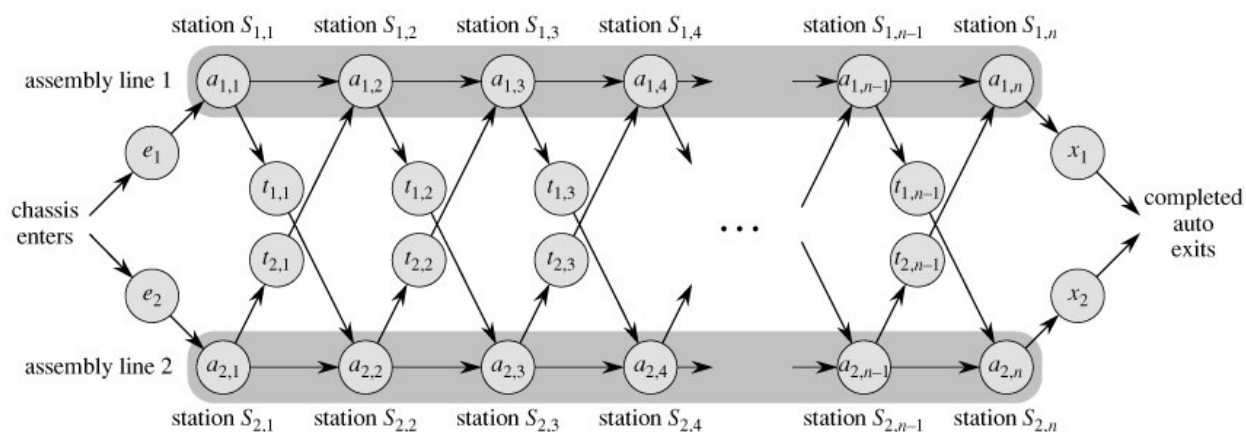 station S1,1 station S1,2 station S1,3 station S1,4 station S1,n–1 station S1,n
assembly line 1 a1,1 a1,2 a1,3 a1,4 a1,n–1 a1,n
e1 x1
t1,1 t1,2 t1,3 t1,n–1
chassis
enters
completed
auto
exits
...
t2,1 t2,2 t2,3 t2,n–1
e2 x2
assembly line 2 a2,1 a2,2 a2,3 a2,4 a2,n–1 a2,n
station S2,1 station S2,2 station S2,3 station S2,4 station S2,n–1 station S2,n